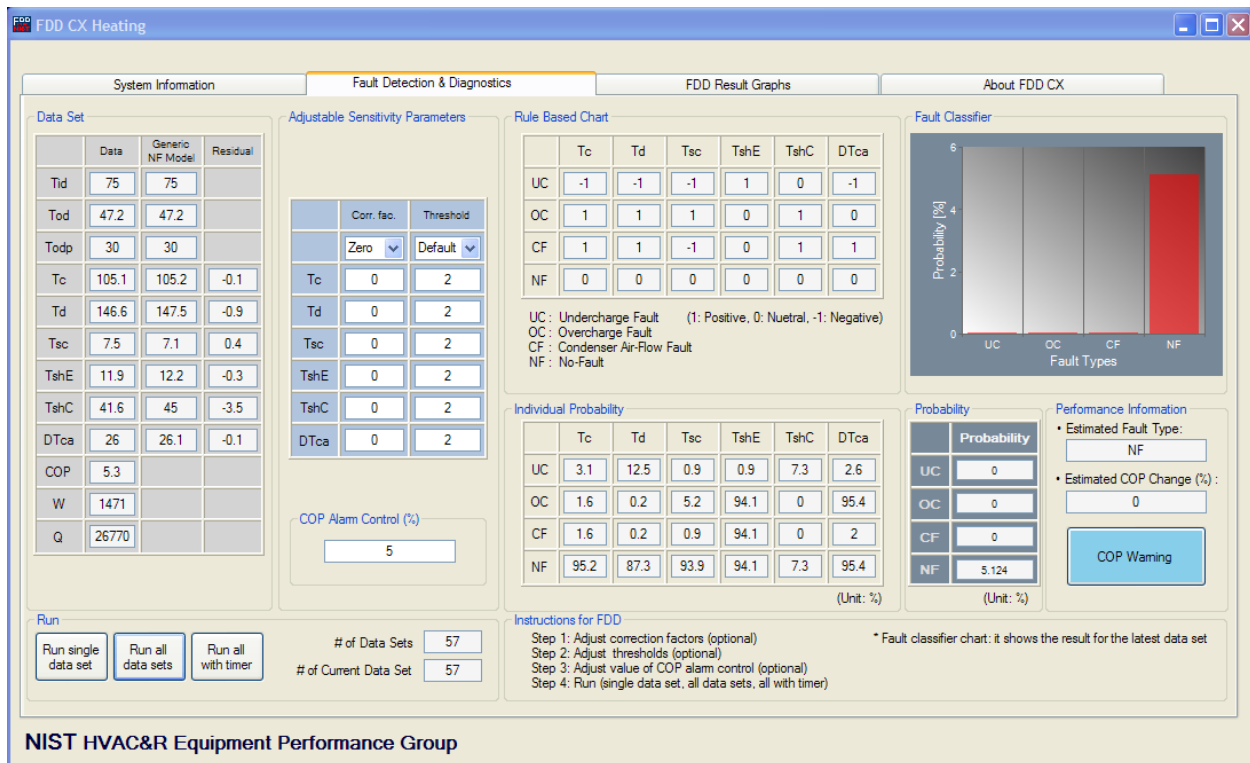 FDD CX Heating
System Information Fault Detection & Diagnostics FDD Result Graphs About FDD CX
Data Set
Data Generic NF Model Residual
Tid 75 75
Tod 47.2 47.2
Todp 30 30
Tc 105.1 105.2 -0.1
Td 146.6 147.5 -0.9
Tsc 7.5 7.1 0.4
TshE 11.9 12.2 -0.3
TshC 41.6 45 -3.5
DTca 26 26.1 -0.1
COP 5.3
W 1471
Q 26770
Adjustable Sensitivity Parameters
Corr. fac. Threshold
Zero Default
Tc 0 2
Td 0 2
Tsc 0 2
TshE 0 2
TshC 0 2
DTca 0 2
COP Alarm Control (%)
5
Rule Based Chart
Tc Td Tsc TshE TshC DTca
UC -1 -1 -1 1 0 -1
OC 1 1 1 0 1 0
CF 1 1 -1 0 1 1
NF 0 0 0 0 0 0
UC : Undercharge Fault (1: Positive, 0: Nuetral, -1: Negative)
OC : Overcharge Fault
CF : Condenser Air-Flow Fault
NF : No-Fault
Fault Classifier
Probability [%]
6
4
2
0
UC OC CF NF
Fault Types
Individual Probability
Tc Td Tsc TshE TshC DTca
UC 3.1 12.5 0.9 0.9 7.3 2.6
OC 1.6 0.2 5.2 94.1 0 95.4
CF 1.6 0.2 0.9 94.1 0 2
NF 95.2 87.3 93.9 94.1 7.3 95.4
(Unit: %)
Probability
Probability
UC 0
OC 0
CF 0
NF 5.124
(Unit: %)
Performance Information
• Estimated Fault Type:
NF
• Estimated COP Change (%) :
0
COP Warning
Run
Run single data set
Run all data sets
Run all with timer
# of Data Sets 57
# of Current Data Set 57
Instructions for FDD
Step 1: Adjust correction factors (optional)
Step 2: Adjust thresholds (optional)
Step 3: Adjust value of COP alarm control (optional)
Step 4: Run (single data set, all data sets, all with timer)
* Fault classifier chart: it shows the result for the latest data set
NIST HVAC&R Equipment Performance Group